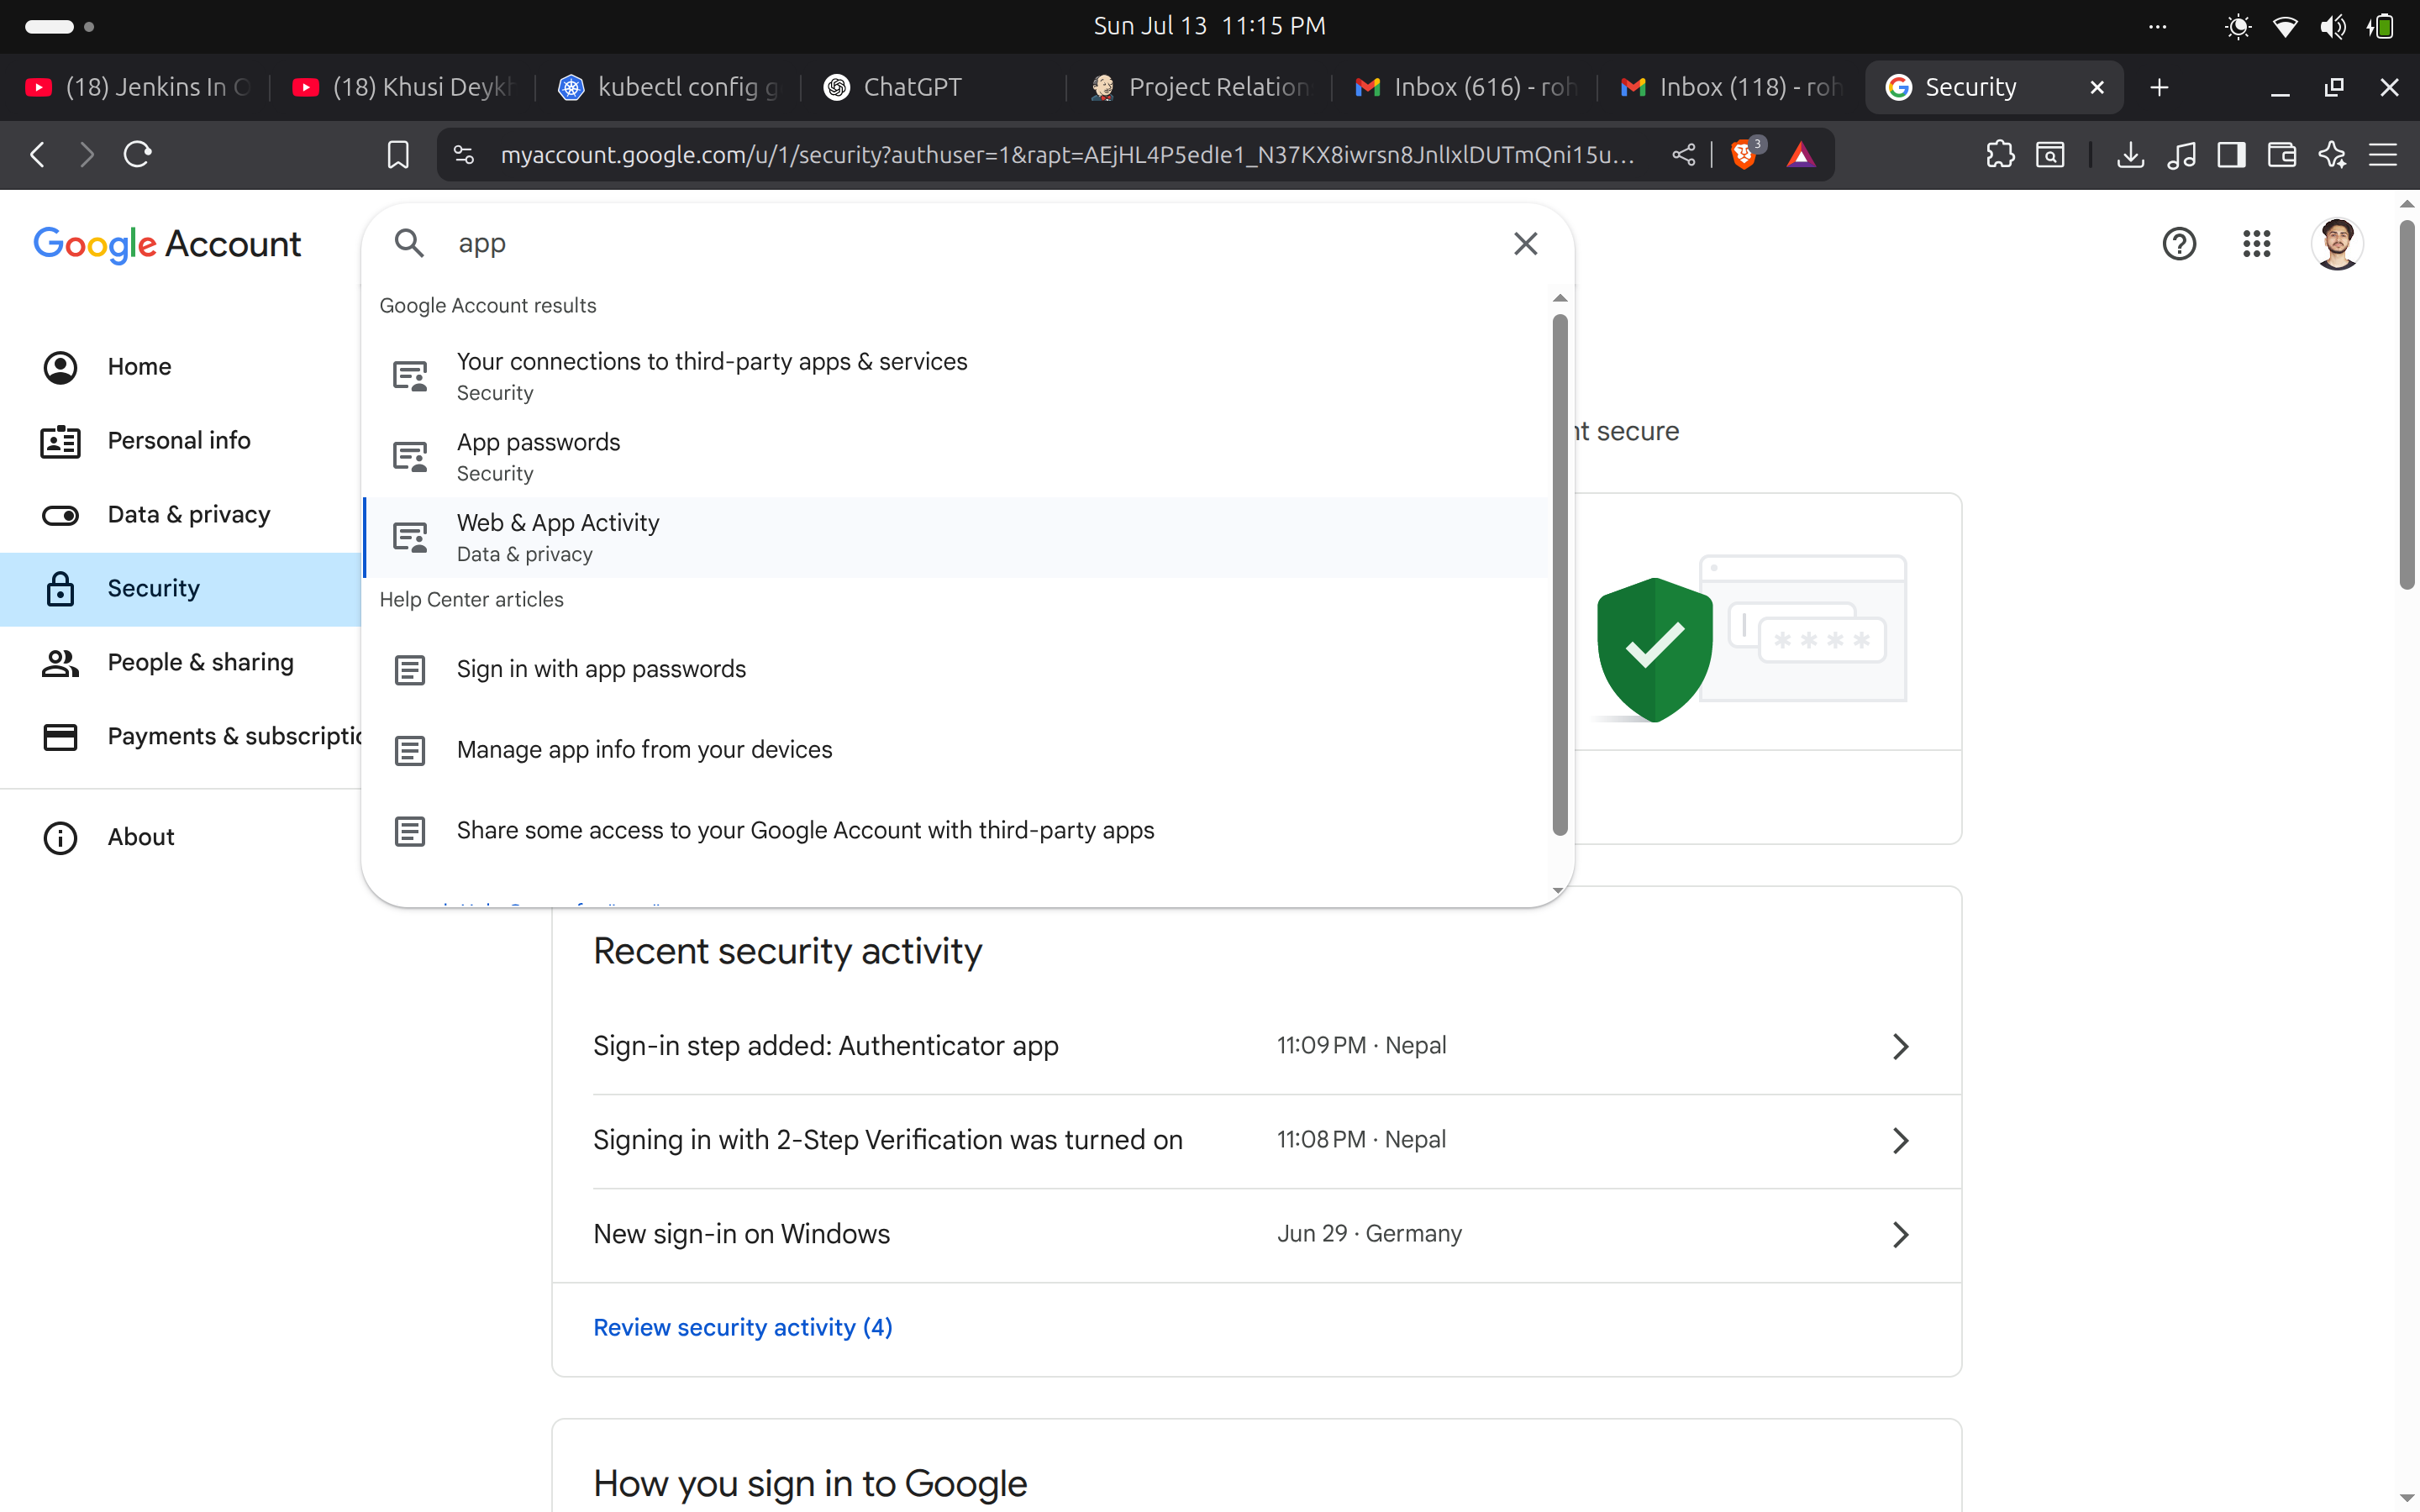 Sun Jul 13 11:15 PM
(18) Jenkins In
(18) Khusi Deykh
kubectl config g
ChatGPT
Project Relation
Inbox (616) - roh
Inbox (118) - roh
Security
myaccount.google.com/u/1/security?authuser=1&rapt=AEjHL4P5edIe1_N37KX8iwrsn8JnlIxlDUTmQni15u...
3
Google Account
app
Google Account results
Your connections to third-party apps & services
Security
App passwords
Security
Web & App Activity
Data & privacy
Help Center articles
Sign in with app passwords
Manage app info from your devices
Share some access to your Google Account with third-party apps
Home
Personal info
Data & privacy
Security
People & sharing
Payments & subscriptio
About
nt secure
* * * *
Recent security activity
Sign-in step added: Authenticator app
11:09 PM · Nepal
Signing in with 2-Step Verification was turned on
11:08 PM · Nepal
New sign-in on Windows
Jun 29 · Germany
Review security activity (4)
How you sign in to Google